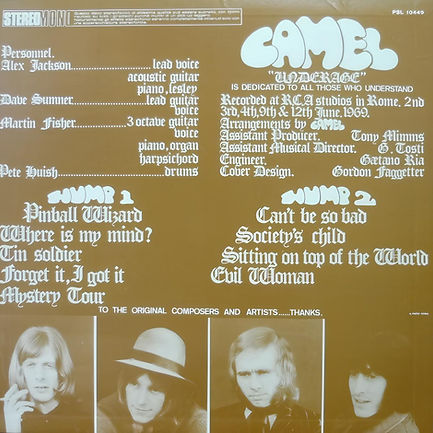 STEREO MONO
PSL 10449
CAMEL
"UNDERAGE"
IS DEDICATED TO ALL THOSE WHO UNDERSTAND
Personnel.
Alex Jackson..............lead voice
acoustic guitar
piano, lesley
Dave Sumner............lead guitar
voice
Martin Fisher........3 octave guitar
guitar
voice
piano, organ
harpsichord
Pete Huish....................drums
Recorded at R.C.A studios in Rome. 2nd
3rd, 4th, 9th & 12th June. 1969.
Arrangements by CAMEL
Assistant Producer. Tony Mimms
Assistant Musical Director. G. Tosti
Engineer. Gaetano Ria
Cover Design. Gordon Faggetter
HUMP 1
Pinball Wizard
Where is my mind?
Tin soldier
Forget it, I got it
Mystery Tour
HUMP 2
Can't be so bad
Society's child
Sitting on top of the World
Evil Woman
TO THE ORIGINAL COMPOSERS AND ARTISTS......THANKS.